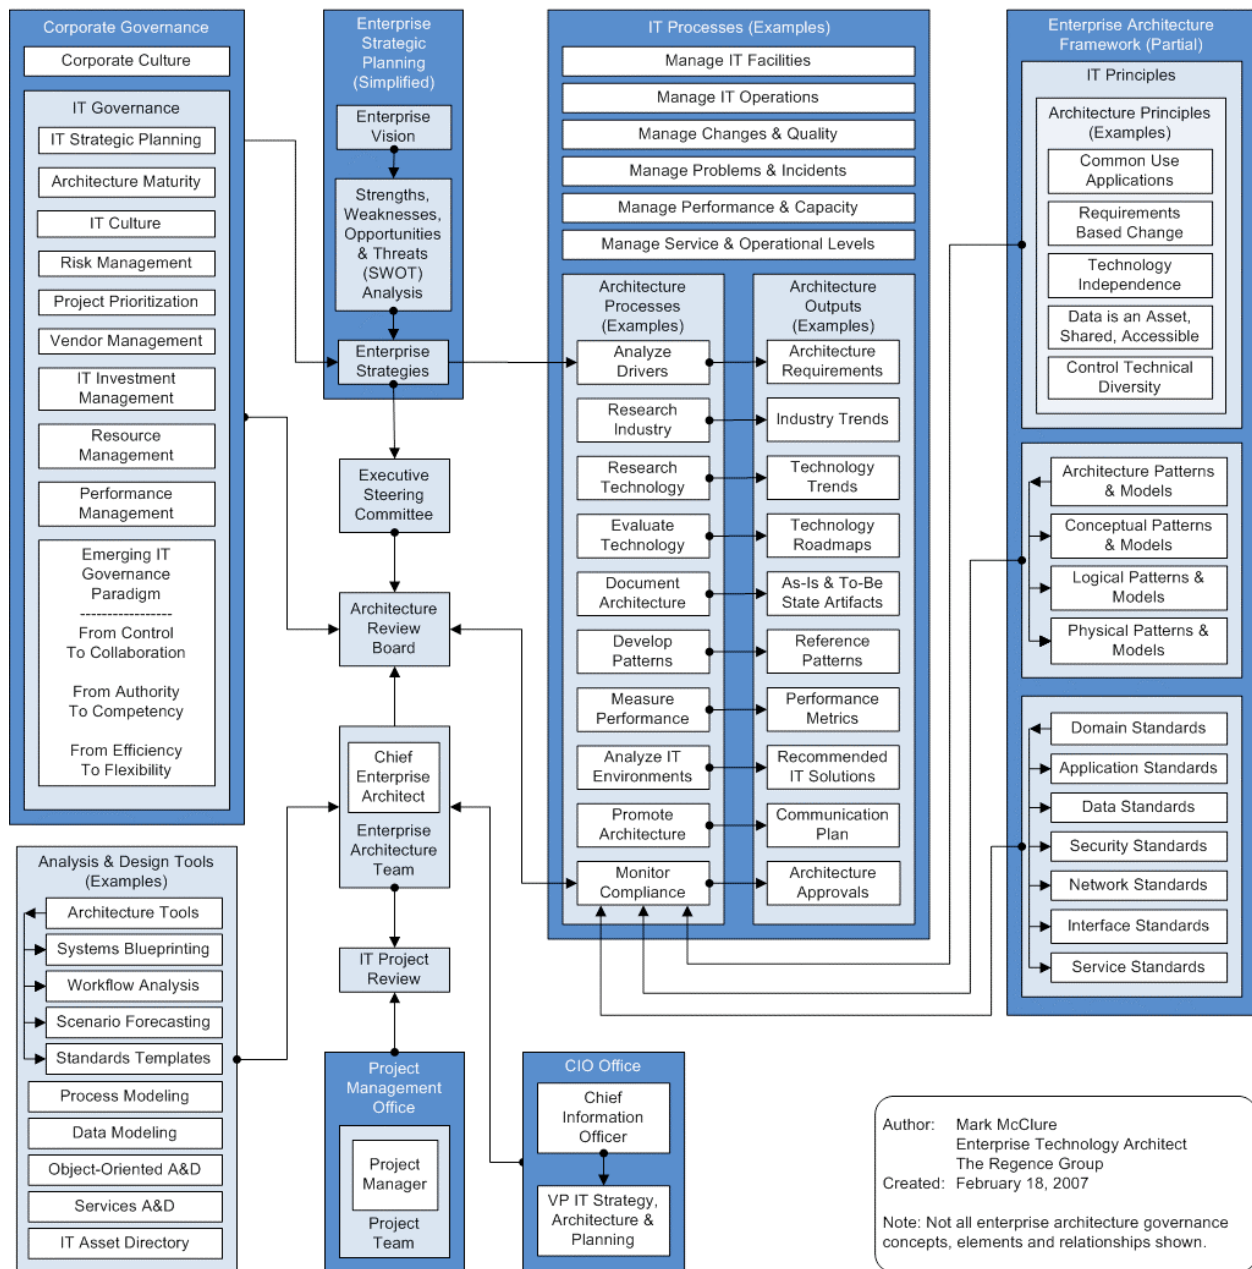 Corporate Governance
Corporate Culture
IT Governance
IT Strategic Planning
Architecture Maturity
IT Culture
Risk Management
Project Prioritization
Vendor Management
IT Investment
Management
Resource
Management
Performance
Management
Emerging IT
Governance
Paradigm
-----------------
From Control
To Collaboration
From Authority
To Competency
From Efficiency
To Flexibility
Analysis & Design Tools
(Examples)
Architecture Tools
Systems Blueprinting
Workflow Analysis
Scenario Forecasting
Standards Templates
Process Modeling
Data Modeling
Object-Oriented A&D
Services A&D
IT Asset Directory
Enterprise
Strategic
Planning
(Simplified)
Enterprise
Vision
Strengths,
Weaknesses,
Opportunities
& Threats
(SWOT)
Analysis
Enterprise
Strategies
Executive
Steering
Committee
Architecture
Review
Board
Chief
Enterprise
Architect
Enterprise
Architecture
Team
IT Project
Review
Project
Management
Office
Project
Manager
Project
Team
CIO Office
Chief
Information
Officer
VP IT Strategy,
Architecture &
Planning
IT Processes (Examples)
Manage IT Facilities
Manage IT Operations
Manage Changes & Quality
Manage Problems & Incidents
Manage Performance & Capacity
Manage Service & Operational Levels
Architecture
Processes
(Examples)
Analyze
Drivers
Research
Industry
Research
Technology
Evaluate
Technology
Document
Architecture
Develop
Patterns
Measure
Performance
Analyze IT
Environments
Promote
Architecture
Monitor
Compliance
Architecture
Outputs
(Examples)
Architecture
Requirements
Industry Trends
Technology
Trends
Technology
Roadmaps
As-Is & To-Be
State Artifacts
Reference
Patterns
Performance
Metrics
Recommended
IT Solutions
Communication
Plan
Architecture
Approvals
Enterprise Architecture
Framework (Partial)
IT Principles
Architecture Principles
(Examples)
Common Use
Applications
Requirements
Based Change
Technology
Independence
Data is an Asset,
Shared, Accessible
Control Technical
Diversity
Architecture Patterns
& Models
Conceptual Patterns
& Models
Logical Patterns &
Models
Physical Patterns &
Models
Domain Standards
Application Standards
Data Standards
Security Standards
Network Standards
Interface Standards
Service Standards
Author: Mark McClure
Enterprise Technology Architect
The Regence Group
Created: February 18, 2007
Note: Not all enterprise architecture governance
concepts, elements and relationships shown.